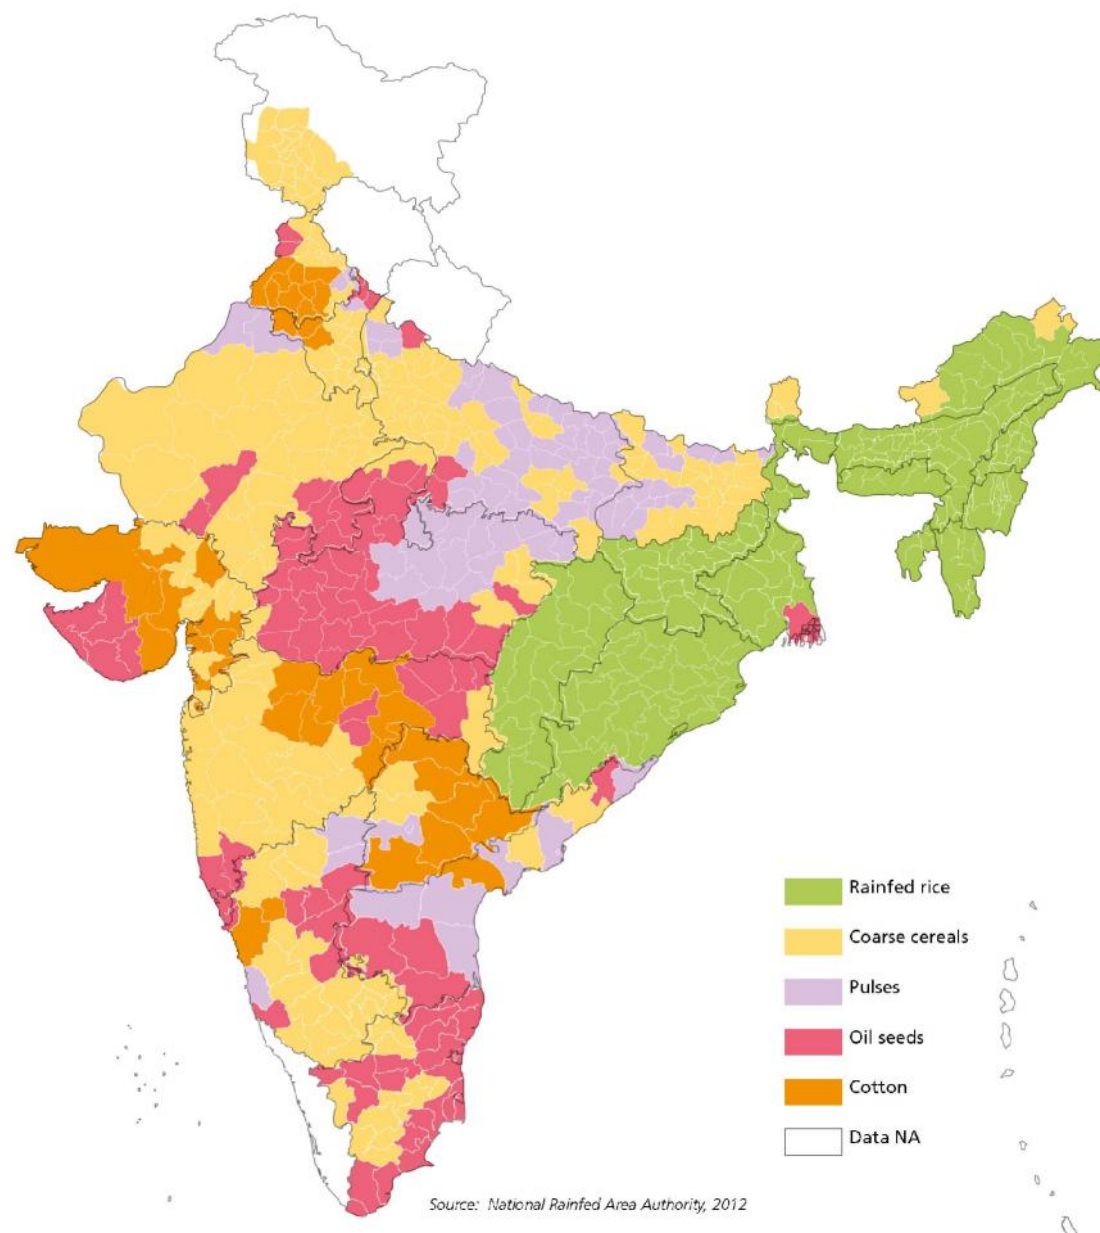 Rainfed rice
Coarse cereals
Pulses
Oil seeds
Cotton
Data NA
Source: National Rainfed Area Authority, 2012